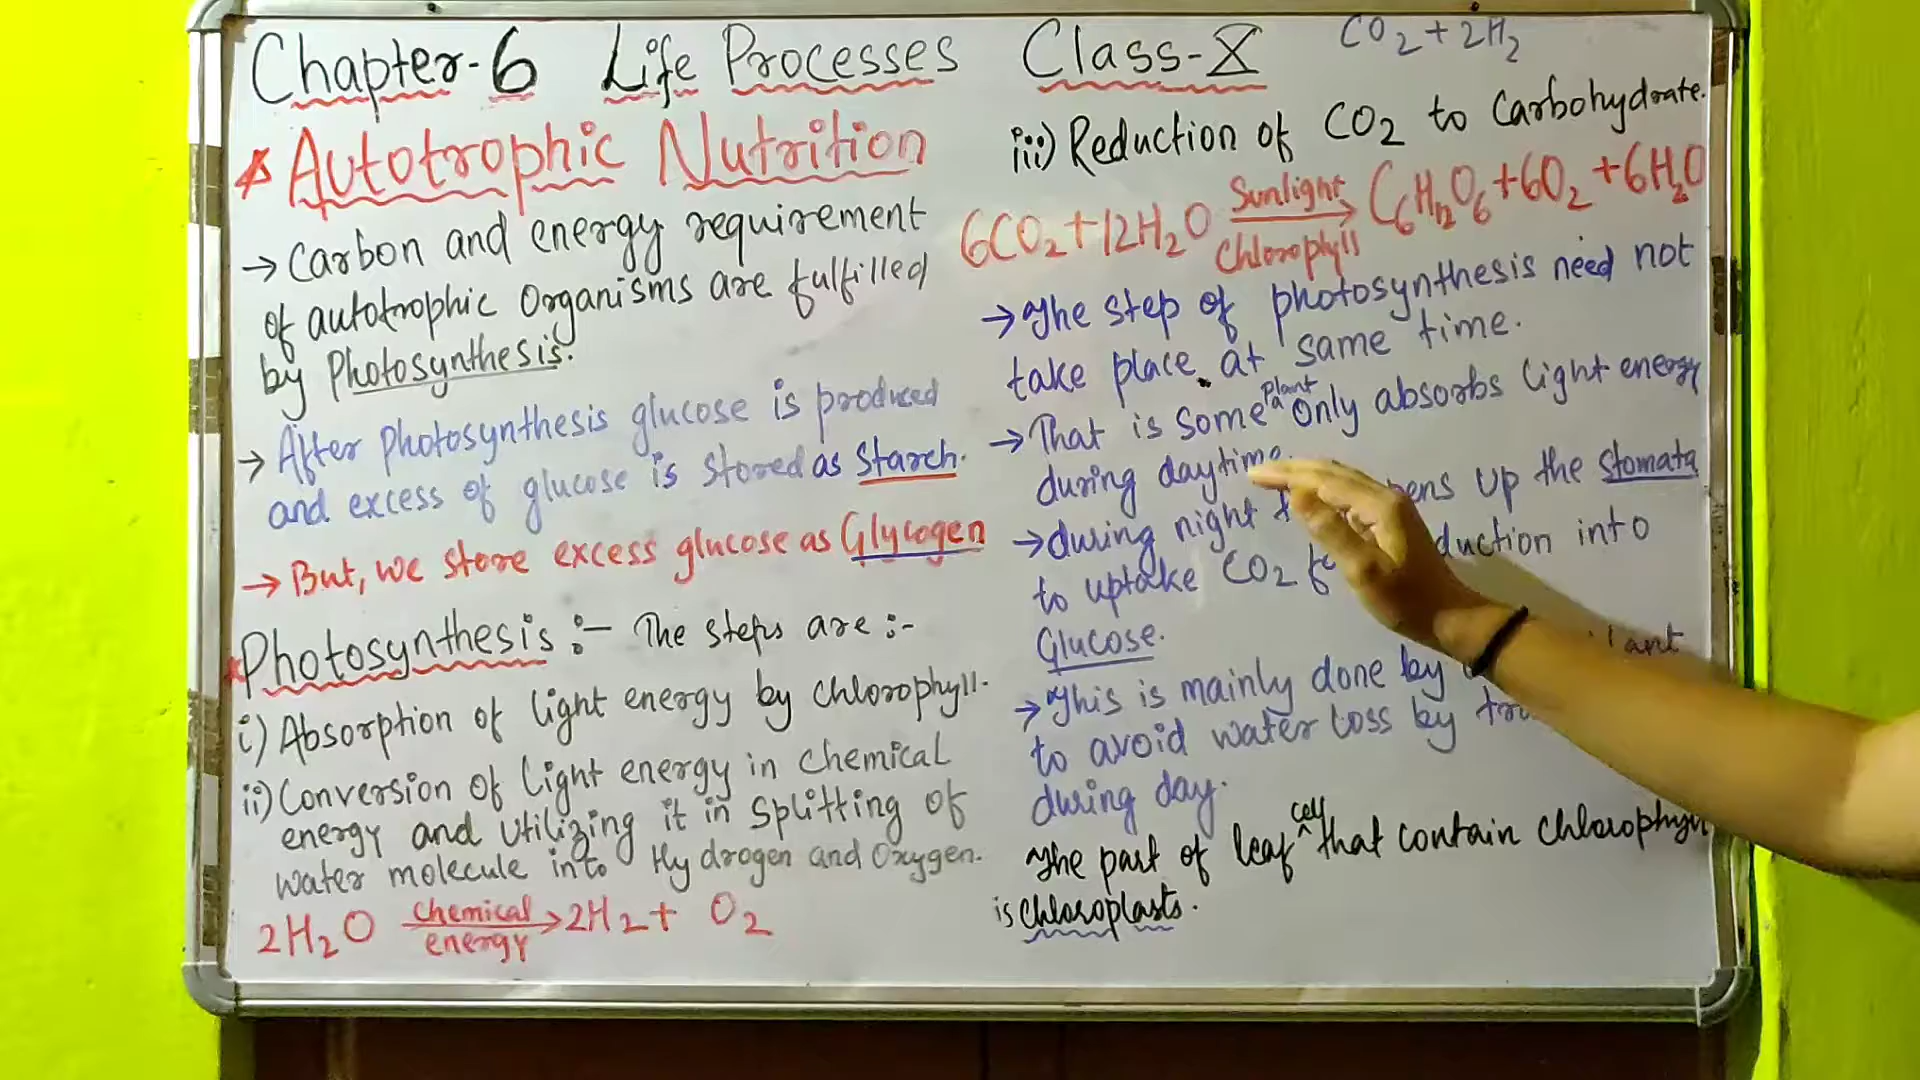 Chapter-6 Life Processes Class-X
CO2+2H2
Autotrophic Nutrition
→ Carbon and energy requirement
of autotrophic Organisms are fulfilled
by Photosynthesis.
→ After Photosynthesis glucose is produced
and excess of glucose is stored as Starch.
→ But, we store excess glucose as Glycogen
Photosynthesis :- The steps are :-
i) Absorption of light energy by chlorophyll.
ii) Conversion of light energy in chemical
energy and utilizing it in splitting of
water molecule into Hydrogen and Oxygen.
chemical
2H2O → 2H2 + O2
energy
iii) Reduction of CO2 to Carbohydrate.
Sunlight
6CO2+12H2O → C6H12O6+6O2+6H2O
Chlorophyll
→ The step of photosynthesis need not
take place at same time.
Plant
→ That is some only absorbs light energy
during daytime.
→ during night up the Stomata
to uptake CO2 into
Glucose.
→ This is mainly done by
to avoid water loss by
during day.
cell
The part of leaf ^ that contain chlorophyll
is chloroplasts.